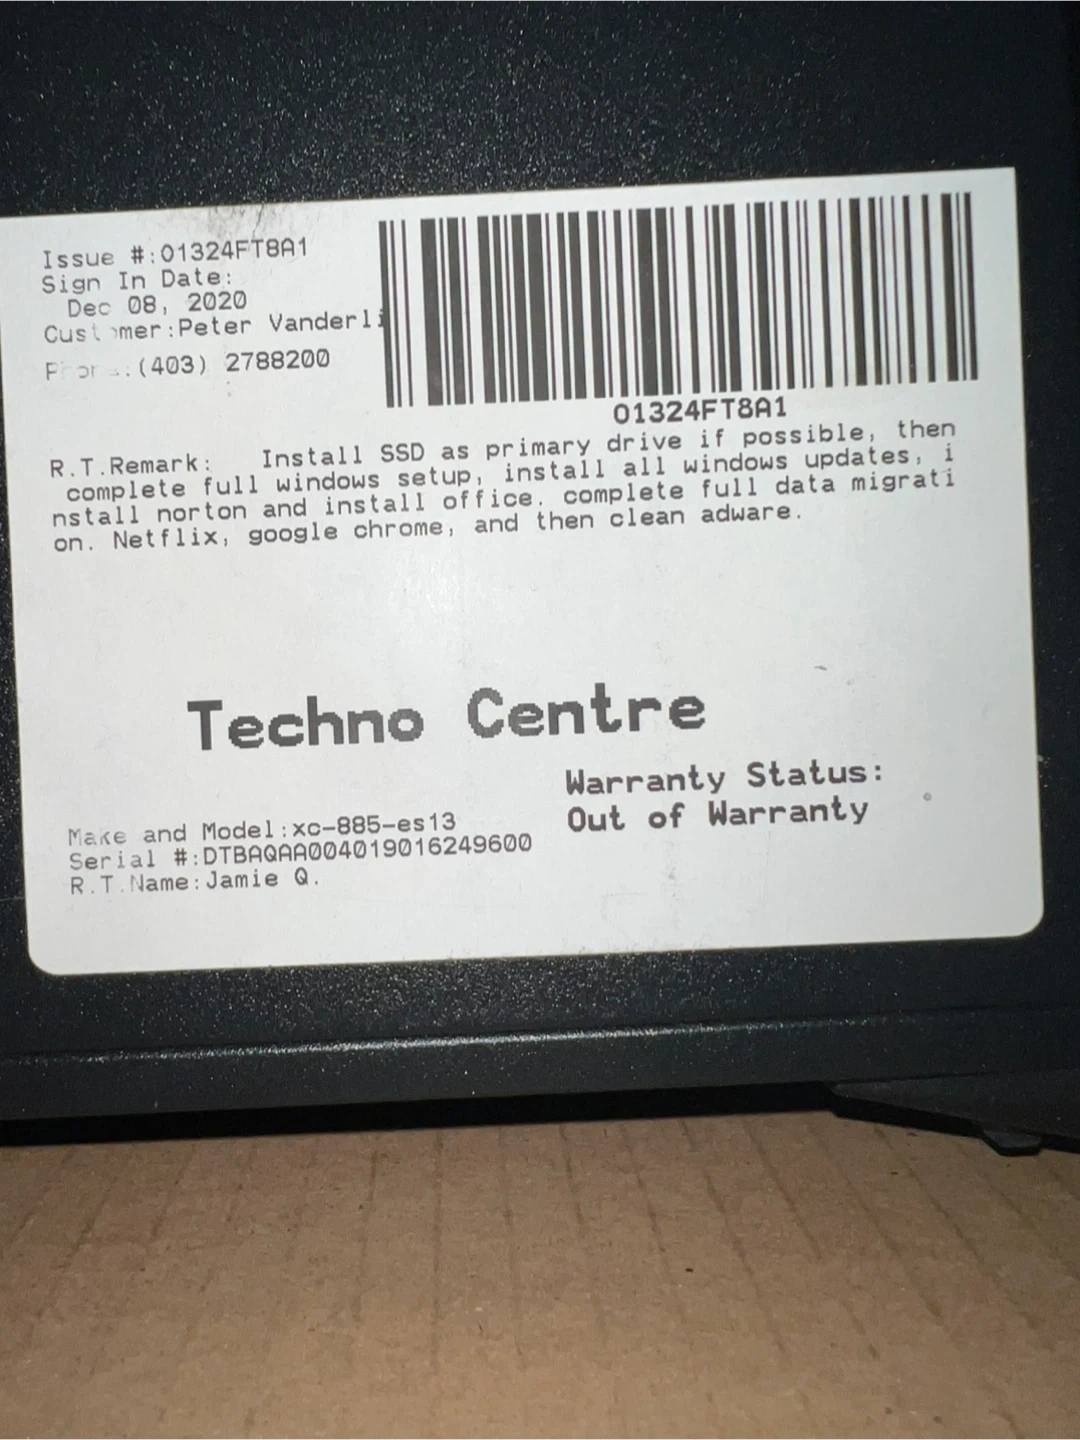 Issue #:01324FT8A1
Sign In Date:
Dec 08, 2020
Customer:Peter Vanderli
(403) 2788200
01324FT8A1
R.T.Remark: Install SSD as primary drive if possible, then
complete full windows setup, install all windows updates, i
nstall norton and install office. complete full data migrati
on. Netflix, google chrome, and then clean adware.
Techno Centre
Warranty Status:
Out of Warranty
Make and Model:xc-885-es13
Serial #:DTBAQAA004019016249600
R.T.Name:Jamie Q.